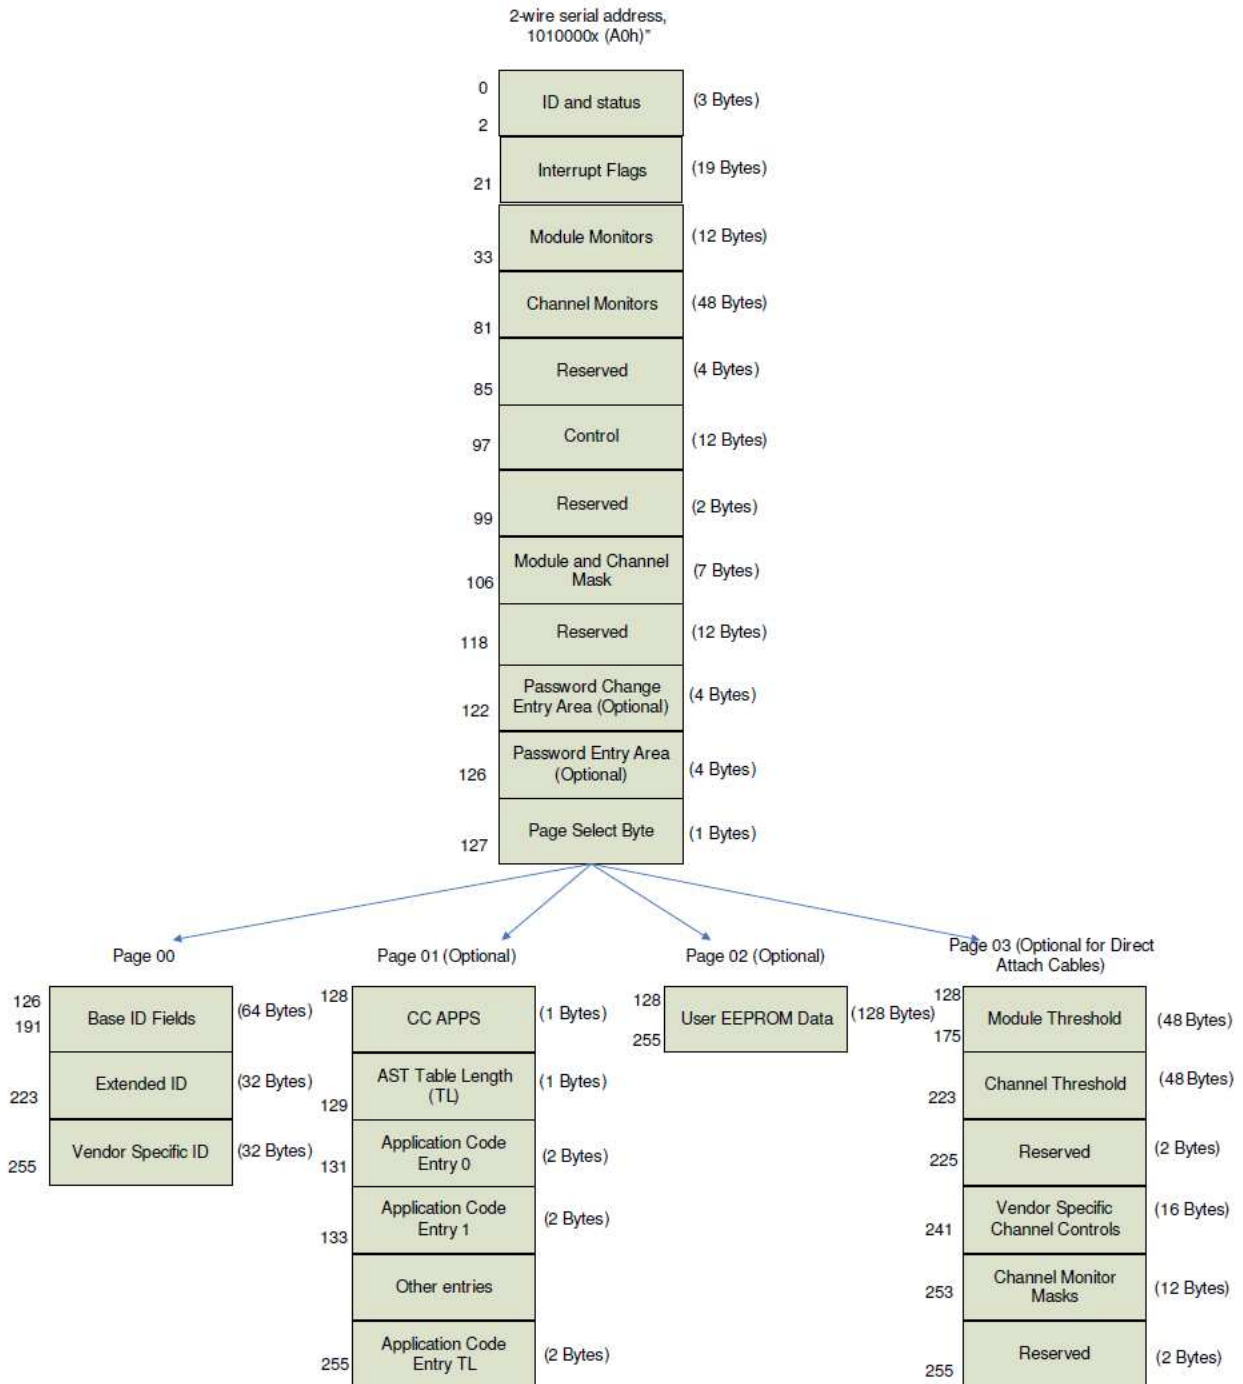 2-wire serial address,
1010000x (A0h)"
0
2
ID and status
(3 Bytes)
21
Interrupt Flags
(19 Bytes)
33
Module Monitors
(12 Bytes)
81
Channel Monitors
(48 Bytes)
85
Reserved
(4 Bytes)
97
Control
(12 Bytes)
99
Reserved
(2 Bytes)
106
Module and Channel
Mask
(7 Bytes)
118
Reserved
(12 Bytes)
122
Password Change
Entry Area (Optional)
(4 Bytes)
126
Password Entry Area
(Optional)
(4 Bytes)
127
Page Select Byte
(1 Bytes)
Page 00
126
191
Base ID Fields
(64 Bytes)
223
Extended ID
(32 Bytes)
255
Vendor Specific ID
(32 Bytes)
Page 01 (Optional)
128
CC APPS
(1 Bytes)
129
AST Table Length
(TL)
(1 Bytes)
131
Application Code
Entry 0
(2 Bytes)
133
Application Code
Entry 1
(2 Bytes)
Other entries
255
Application Code
Entry TL
(2 Bytes)
Page 02 (Optional)
128
255
User EEPROM Data
(128 Bytes)
Page 03 (Optional for Direct
Attach Cables)
128
175
Module Threshold
(48 Bytes)
223
Channel Threshold
(48 Bytes)
225
Reserved
(2 Bytes)
241
Vendor Specific
Channel Controls
(16 Bytes)
253
Channel Monitor
Masks
(12 Bytes)
255
Reserved
(2 Bytes)